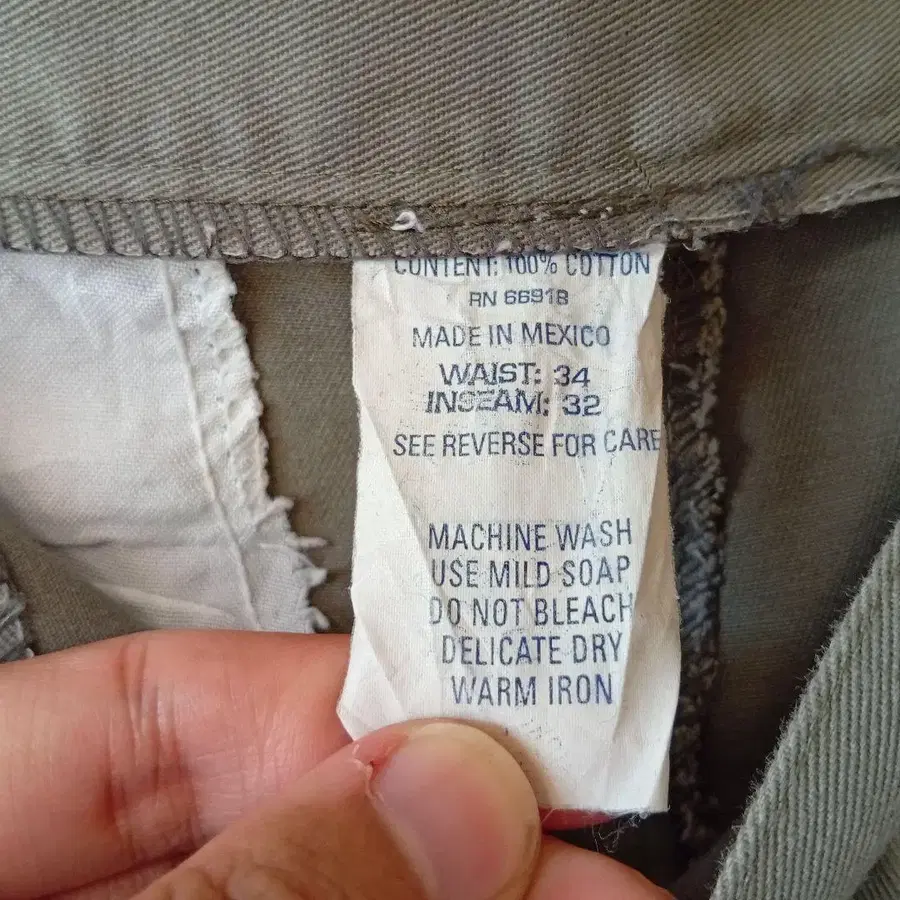 CONTENT: 100% COTTON
RN 66918
MADE IN MEXICO
WAIST: 34
INSEAM: 32
SEE REVERSE FOR CARE
MACHINE WASH
USE MILD SOAP
DO NOT BLEACH
DELICATE DRY
WARM IRON